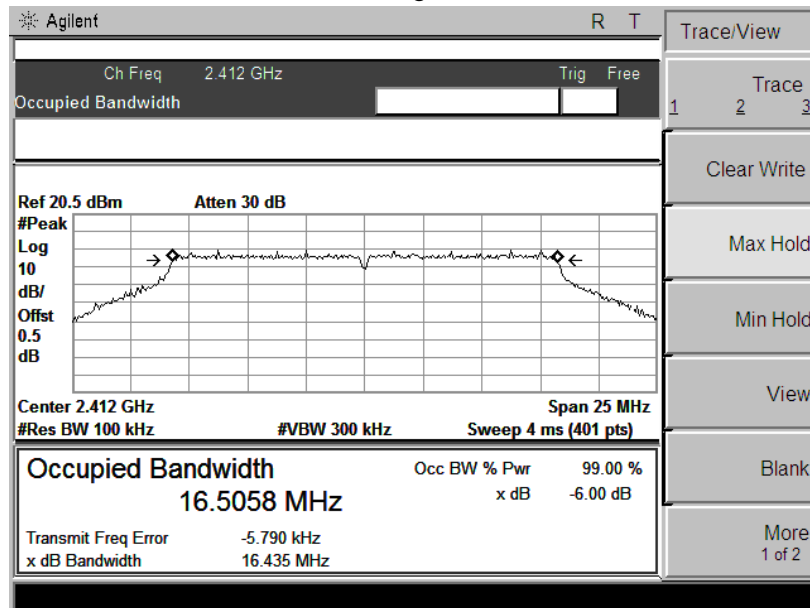 Agilent R T
Trace/View
Ch Freq 2.412 GHz Trig Free
Occupied Bandwidth
Trace
1 2 3
Clear Write
Max Hold
Min Hold
View
Blank
More
1 of 2
Ref 20.5 dBm Atten 30 dB
#Peak
Log
10
dB/
Offst
0.5
dB
Center 2.412 GHz Span 25 MHz
#Res BW 100 kHz #VBW 300 kHz Sweep 4 ms (401 pts)
Occupied Bandwidth Occ BW % Pwr 99.00 %
16.5058 MHz x dB -6.00 dB
Transmit Freq Error -5.790 kHz
x dB Bandwidth 16.435 MHz